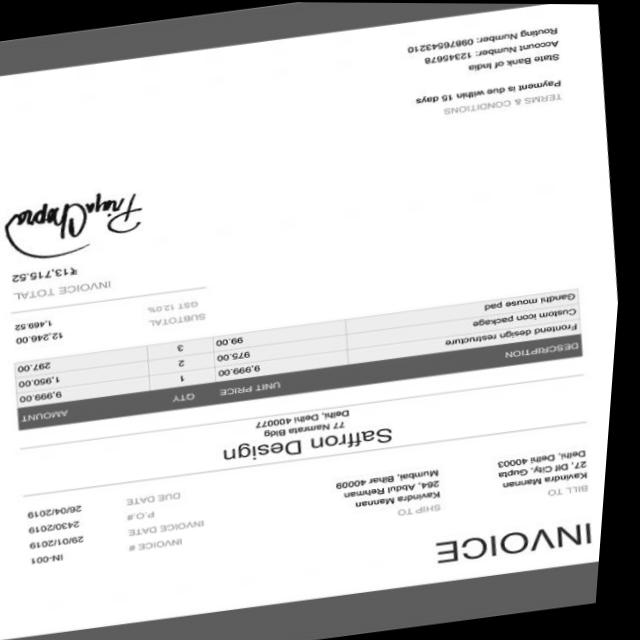 INVOICE
BILL TO
Kavindra Mannan
27, Dlf City, Gupta
Delhi, Delhi 40003
SHIP TO
Kavindra Mannan
264, Abdul Rehman
Mumbai, Bihar 40009
INVOICE # IN-001
INVOICE DATE 29/01/2019
P.O.# 2430/2019
DUE DATE 26/04/2019
Saffron Design
77 Namrata Bldg
Delhi, Delhi 400077
DESCRIPTION UNIT PRICE QTY AMOUNT
Frontend design restructure 9,999.00 1 9,999.00
Custom icon package 975.00 2 1,950.00
Gandhi mouse pad 99.00 3 297.00
SUBTOTAL 12,246.00
GST 12.0% 1,469.52
INVOICE TOTAL
₹13,715.52
Priya Chopra
TERMS & CONDITIONS
Payment is due within 15 days
State Bank of India
Account Number: 12345678
Routing Number: 09876543210